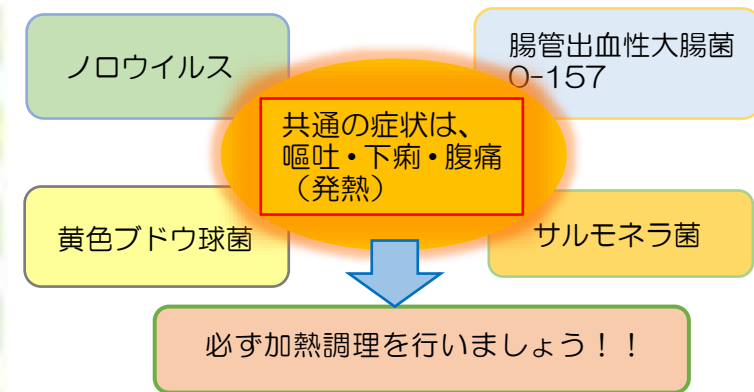 ノロウイルス
腸管出血性大腸菌
O-157
共通の症状は、
嘔吐・下痢・腹痛
（発熱）
黄色ブドウ球菌
サルモネラ菌
必ず加熱調理を行いましょう！！